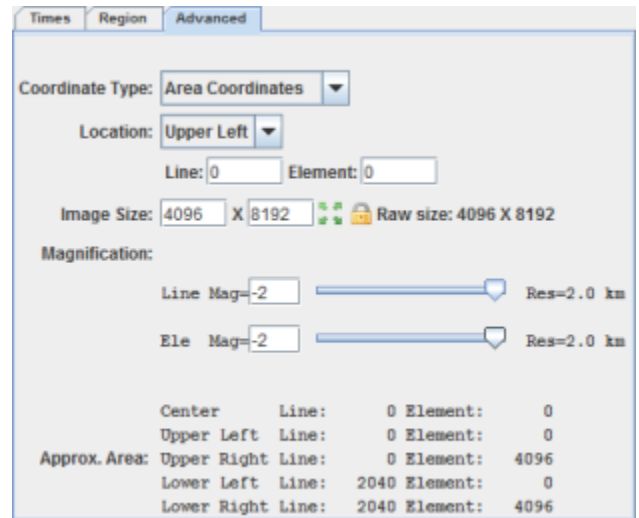 Times Region Advanced
Coordinate Type: Area Coordinates
Location: Upper Left
Line: 0 Element: 0
Image Size: 4096 X 8192 Raw size: 4096 X 8192
Magnification:
Line Mag=-2 Res=2.0 km
Ele Mag=-2 Res=2.0 km
Center Line: 0 Element: 0
Upper Left Line: 0 Element: 0
Approx. Area: Upper Right Line: 0 Element: 4096
Lower Left Line: 2040 Element: 0
Lower Right Line: 2040 Element: 4096